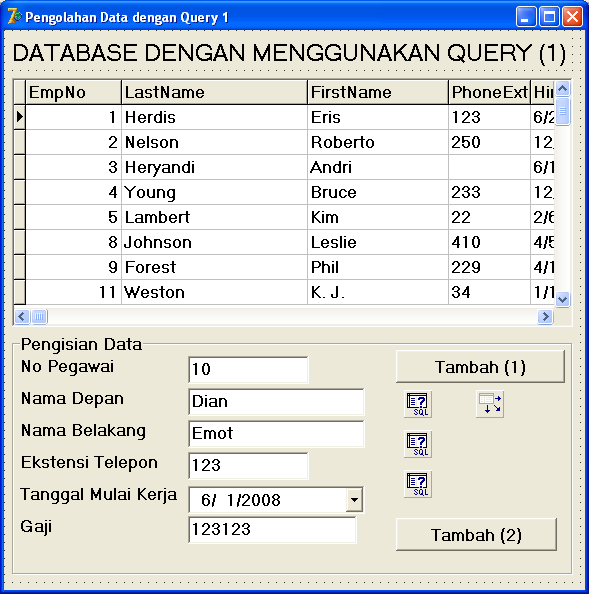 Pengolahan Data dengan Query 1
DATABASE DENGAN MENGGUNAKAN QUERY (1)
EmpNo LastName FirstName PhoneExt Hir
1 Herdis Eris 123 6/2
2 Nelson Roberto 250 12/
3 Heryandi Andri 6/1
4 Young Bruce 233 12/
5 Lambert Kim 22 2/6
8 Johnson Leslie 410 4/5
9 Forest Phil 229 4/1
11 Weston K. J. 34 1/1
Pengisian Data
No Pegawai 10 Tambah (1)
Nama Depan Dian
SQL
Nama Belakang Emot
SQL
Ekstensi Telepon 123
SQL
Tanggal Mulai Kerja 6/ 1/2008
Gaji 123123 Tambah (2)